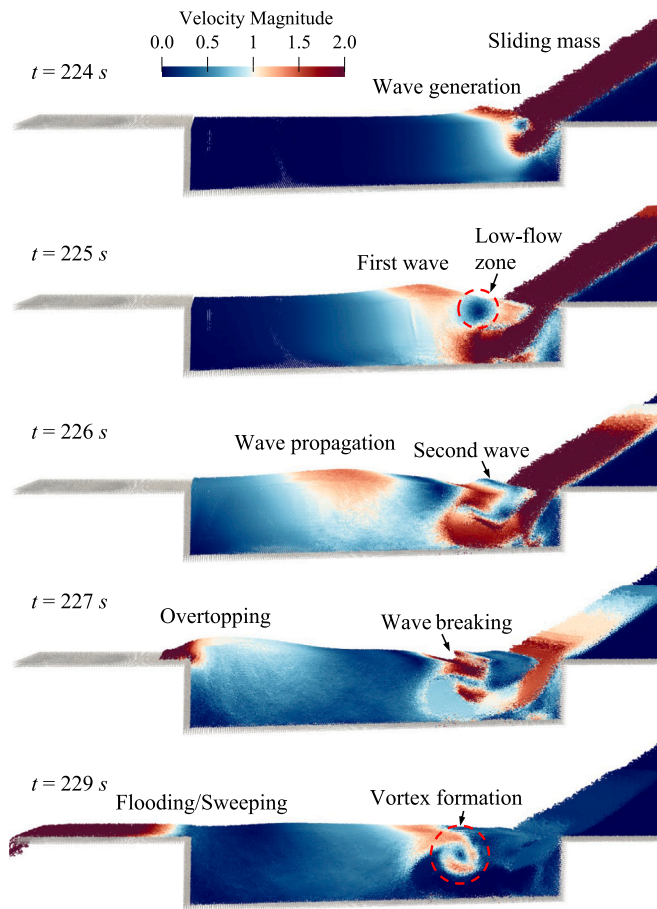 Velocity Magnitude
0.0 0.5 1 1.5 2.0
Sliding mass
t = 224 s
Wave generation
t = 225 s
First wave
Low-flow
zone
t = 226 s
Wave propagation
Second wave
t = 227 s
Overtopping
Wave breaking
t = 229 s
Flooding/Sweeping
Vortex formation